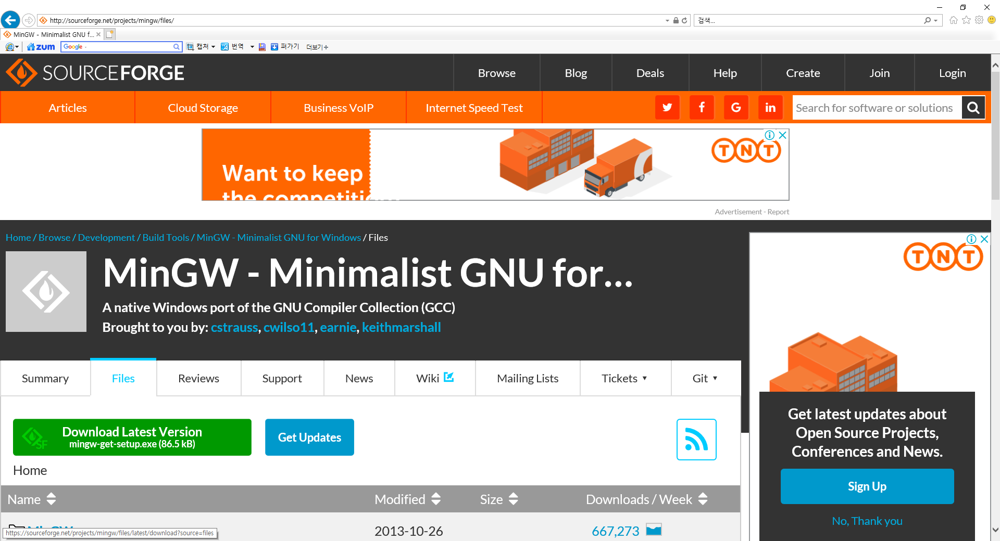 http://sourceforge.net/projects/mingw/files/
검색...
MinGW - Minimalist GNU f...
zum
Google
캡처
번역
퍼가기
더보기+
SOURCEFORGE
Browse
Blog
Deals
Help
Create
Join
Login
Articles
Cloud Storage
Business VoIP
Internet Speed Test
Search for software or solutions
Want to keep
the competiti
TNT
Advertisement - Report
Home / Browse / Development / Build Tools / MinGW - Minimalist GNU for Windows / Files
MinGW - Minimalist GNU for...
A native Windows port of the GNU Compiler Collection (GCC)
Brought to you by: cstrauss, cwilso11, earnie, keithmarshall
TNT
Summary
Files
Reviews
Support
News
Wiki
Mailing Lists
Tickets
Git
Download Latest Version
mingw-get-setup.exe (86.5 kB)
SF
Get Updates
Home
Name
Modified
Size
Downloads / Week
MinGW
2013-10-26
667,273
https://sourceforge.net/projects/mingw/files/latest/download?source=files
Get latest updates about
Open Source Projects,
Conferences and News.
Sign Up
No, Thank you